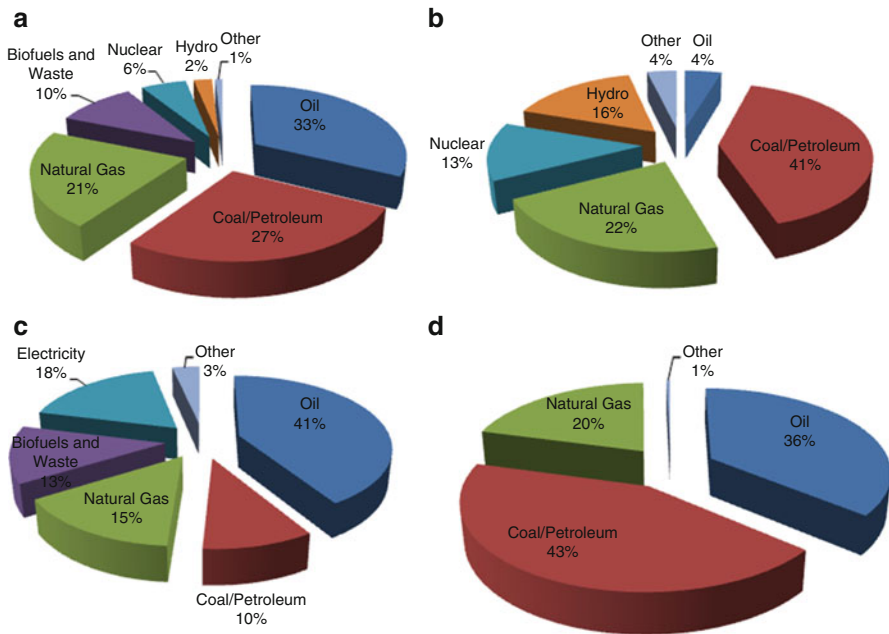 a
Other
1%
Hydro
2%
Nuclear
6%
Biofuels and
Waste
10%
Oil
33%
Natural Gas
21%
Coal/Petroleum
27%
b
Other
4%
Oil
4%
Hydro
16%
Coal/Petroleum
41%
Nuclear
13%
Natural Gas
22%
c
Electricity
18%
Other
3%
Oil
41%
Biofuels and
Waste
13%
Natural Gas
15%
Coal/Petroleum
10%
d
Other
1%
Natural Gas
20%
Oil
36%
Coal/Petroleum
43%